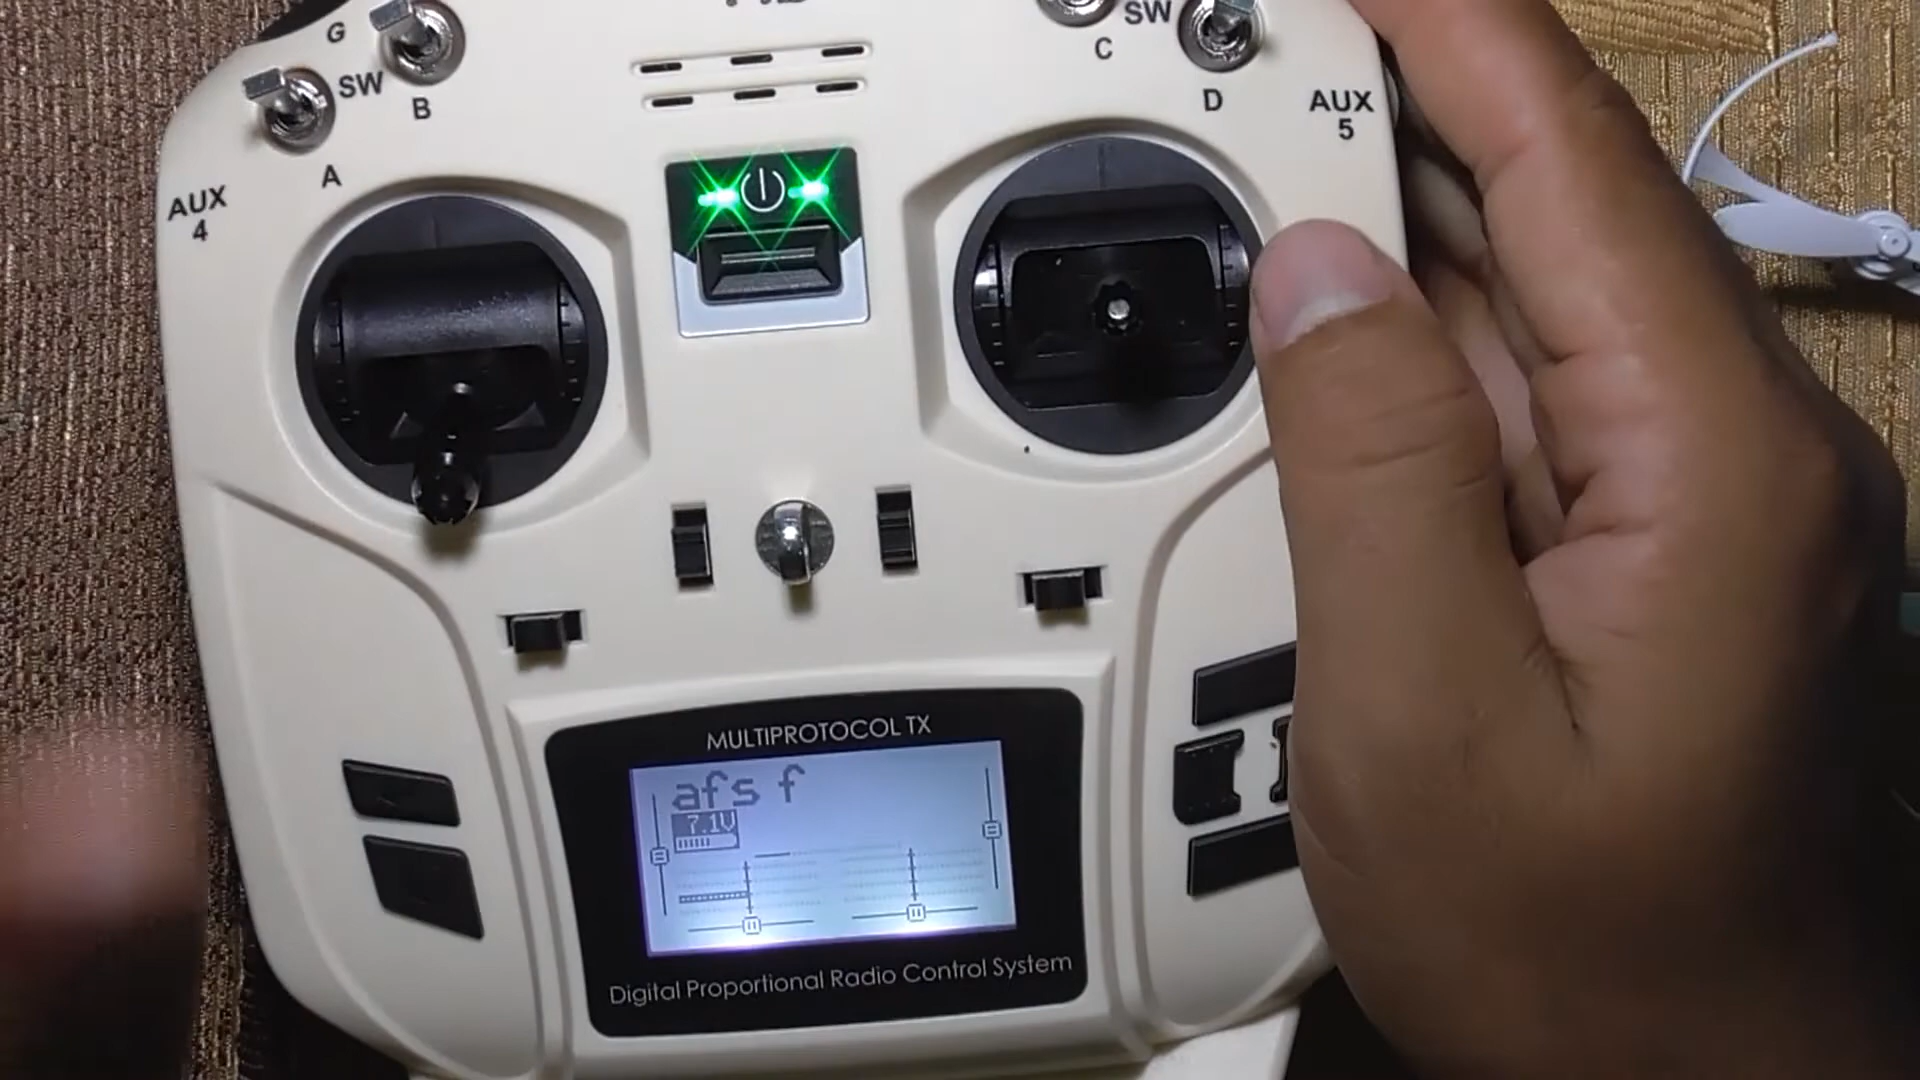 G
SW
B
A
AUX
4
SW
C
D
AUX
5
MULTIPROTOCOL TX
afs f
7.1V
Digital Proportional Radio Control System